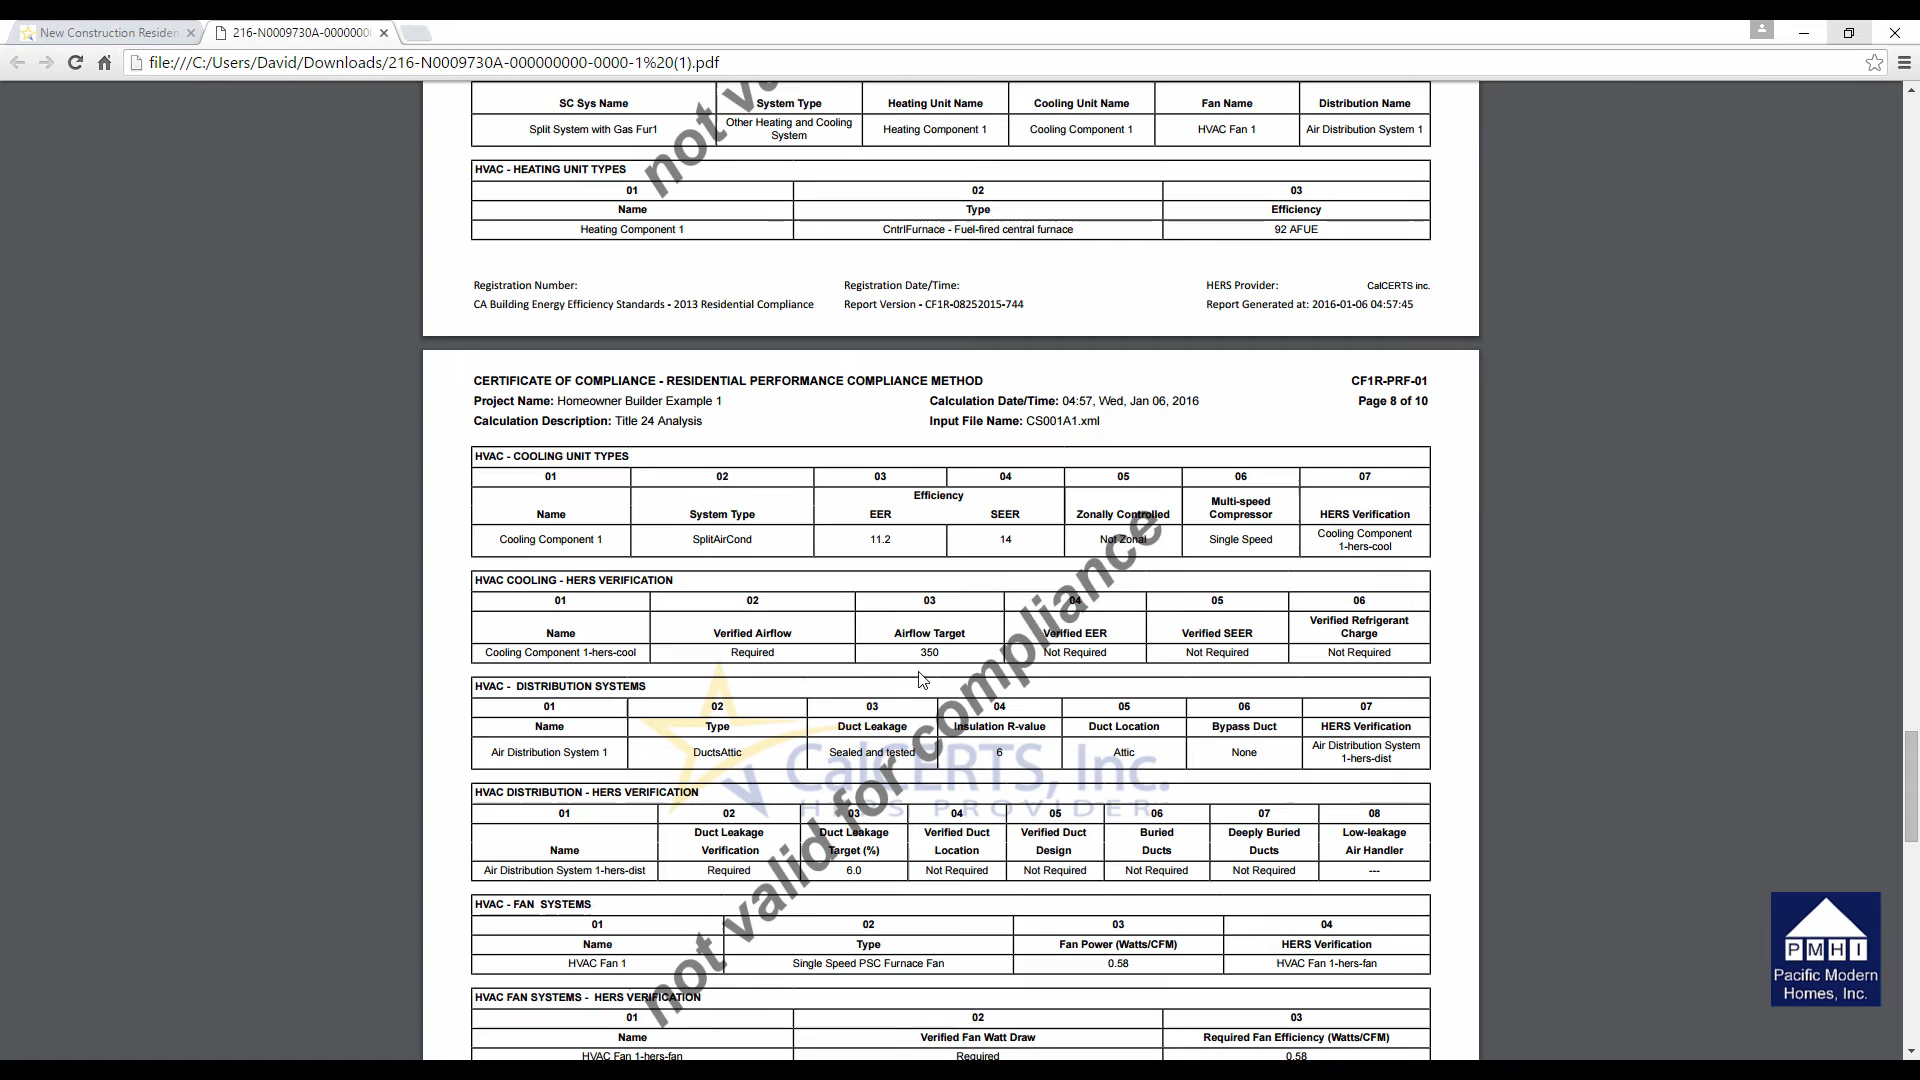 New Construction Residen
216-N0009730A-0000000
file:///C:/Users/David/Downloads/216-N0009730A-000000000-0000-1%20(1).pdf
SC Sys Name System Type Heating Unit Name Cooling Unit Name Fan Name Distribution Name
Split System with Gas Fur1 Other Heating and Cooling System Heating Component 1 Cooling Component 1 HVAC Fan 1 Air Distribution System 1
not va
HVAC - HEATING UNIT TYPES
01 02 03
Name Type Efficiency
Heating Component 1 CntrlFurnace - Fuel-fired central furnace 92 AFUE
Registration Number: Registration Date/Time: HERS Provider: CalCERTS inc.
CA Building Energy Efficiency Standards - 2013 Residential Compliance Report Version - CF1R-08252015-744 Report Generated at: 2016-01-06 04:57:45
CERTIFICATE OF COMPLIANCE - RESIDENTIAL PERFORMANCE COMPLIANCE METHOD CF1R-PRF-01
Project Name: Homeowner Builder Example 1 Calculation Date/Time: 04:57, Wed, Jan 06, 2016 Page 8 of 10
Calculation Description: Title 24 Analysis Input File Name: CS001A1.xml
HVAC - COOLING UNIT TYPES
01 02 03 04 05 06 07
Efficiency
Name System Type EER SEER Zonally Controlled Multi-speed Compressor HERS Verification
Cooling Component 1 SplitAirCond 11.2 14 Not Zonal Single Speed Cooling Component 1-hers-cool
HVAC COOLING - HERS VERIFICATION
01 02 03 04 05 06
Name Verified Airflow Airflow Target Verified EER Verified SEER Verified Refrigerant Charge
Cooling Component 1-hers-cool Required 350 Not Required Not Required Not Required
HVAC - DISTRIBUTION SYSTEMS
01 02 03 04 05 06 07
Name Type Duct Leakage Insulation R-value Duct Location Bypass Duct HERS Verification
Air Distribution System 1 DuctsAttic Sealed and tested 6 Attic None Air Distribution System 1-hers-dist
CalCERTS, Inc.
HERS PROVIDER
not valid for compliance
HVAC DISTRIBUTION - HERS VERIFICATION
01 02 03 04 05 06 07 08
Name Duct Leakage Verification Duct Leakage Target (%) Verified Duct Location Verified Duct Design Buried Ducts Deeply Buried Ducts Low-leakage Air Handler
Air Distribution System 1-hers-dist Required 6.0 Not Required Not Required Not Required Not Required ---
HVAC - FAN SYSTEMS
01 02 03 04
Name Type Fan Power (Watts/CFM) HERS Verification
HVAC Fan 1 Single Speed PSC Furnace Fan 0.58 HVAC Fan 1-hers-fan
HVAC FAN SYSTEMS - HERS VERIFICATION
01 02 03
Name Verified Fan Watt Draw Required Fan Efficiency (Watts/CFM)
HVAC Fan 1-hers-fan Required 0.58
PMHI
Pacific Modern
Homes, Inc.